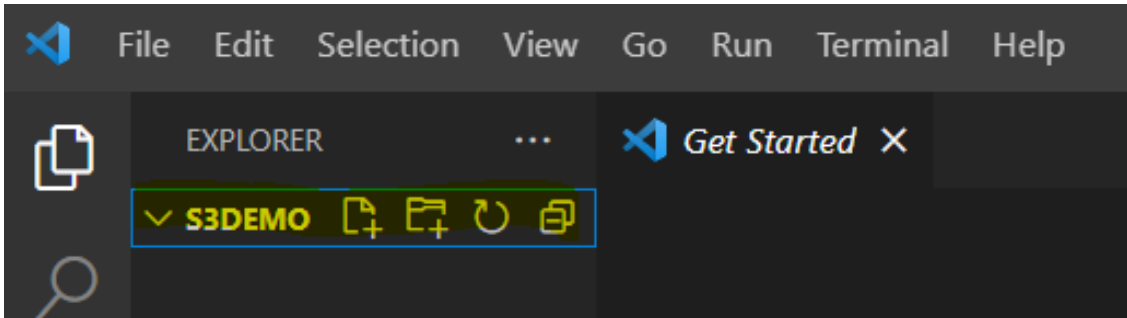 File Edit Selection View Go Run Terminal Help
EXPLORER ... Get Started
S3DEMO